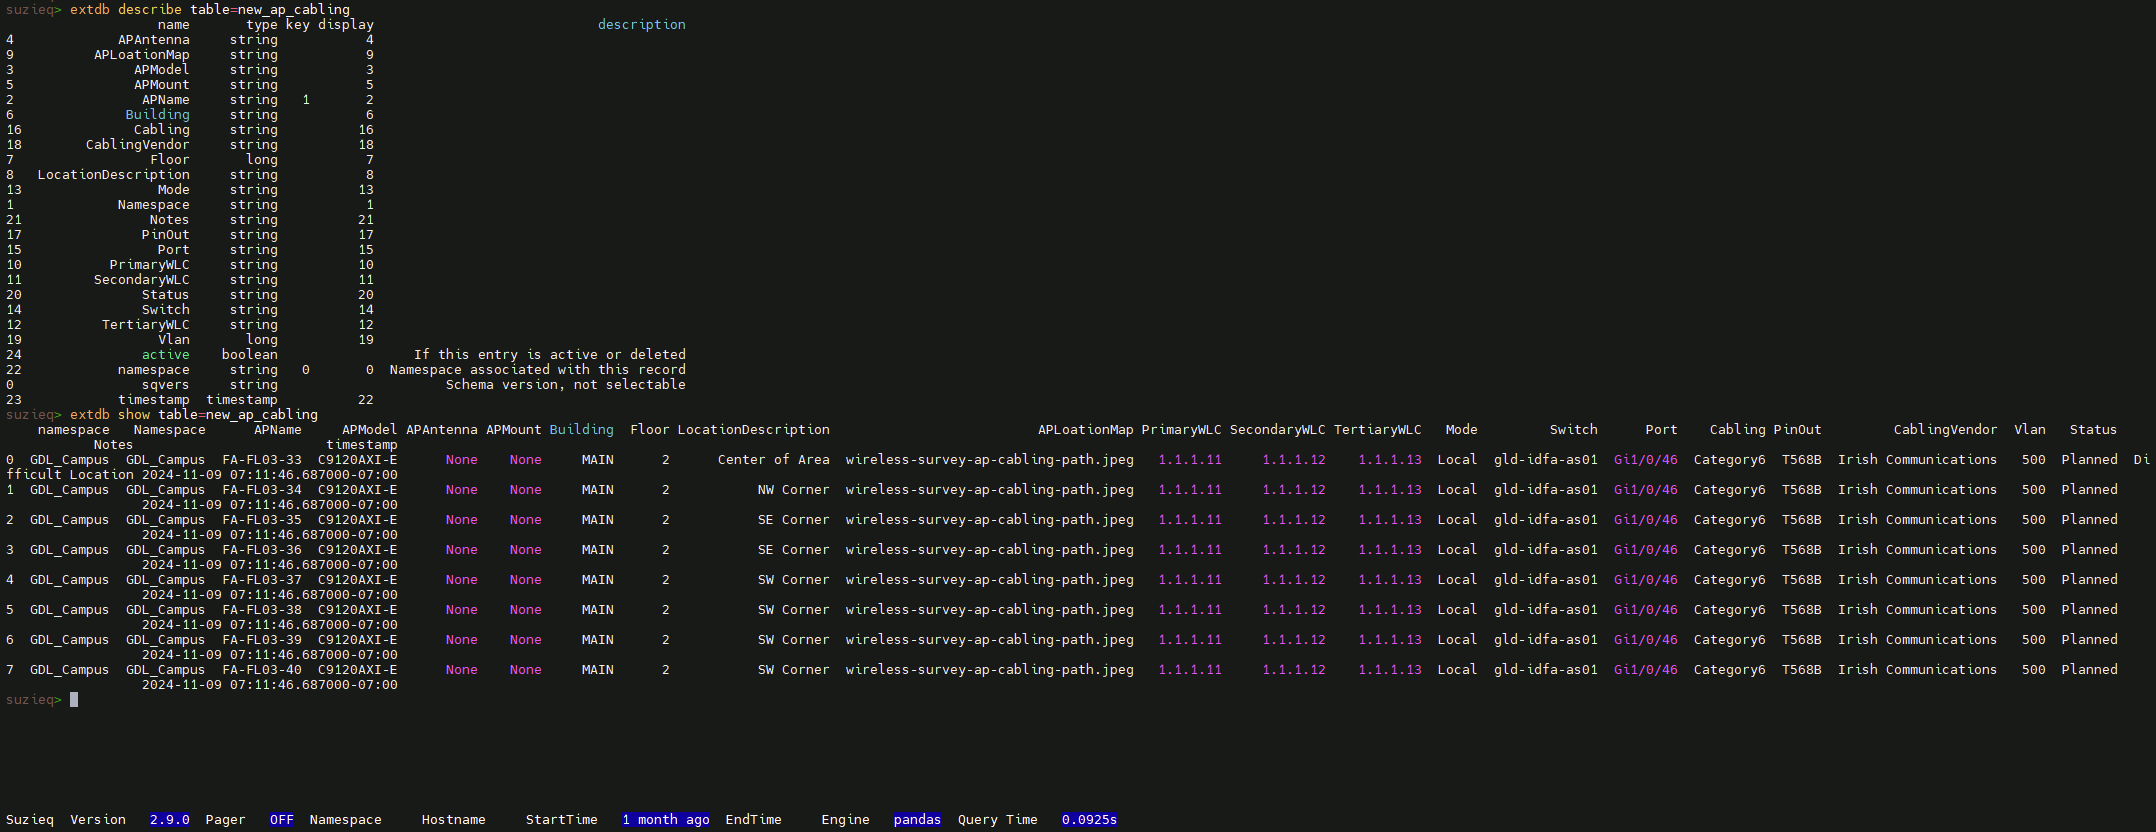 suzieq> extdb describe table=new_ap_cabling
name type key display description
4 APAntenna string 4
9 APLoationMap string 9
3 APModel string 3
5 APMount string 5
2 APName string 1 2
6 Building string 6
16 Cabling string 16
18 CablingVendor string 18
7 Floor long 7
8 LocationDescription string 8
13 Mode string 13
1 Namespace string 1
21 Notes string 21
17 PinOut string 17
15 Port string 15
10 PrimaryWLC string 10
11 SecondaryWLC string 11
20 Status string 20
14 Switch string 14
12 TertiaryWLC string 12
19 Vlan long 19
24 active boolean If this entry is active or deleted
22 namespace string 0 0 Namespace associated with this record
0 sqvers string Schema version, not selectable
23 timestamp timestamp 22
suzieq> extdb show table=new_ap_cabling
namespace Namespace APName APModel APAntenna APMount Building Floor LocationDescription APLoationMap PrimaryWLC SecondaryWLC TertiaryWLC Mode Switch Port Cabling PinOut CablingVendor Vlan Status
Notes timestamp
0 GDL_Campus GDL_Campus FA-FL03-33 C9120AXI-E None None MAIN 2 Center of Area wireless-survey-ap-cabling-path.jpeg 1.1.1.11 1.1.1.12 1.1.1.13 Local gld-idfa-as01 Gi1/0/46 Category6 T568B Irish Communications 500 Planned Di
fficult Location 2024-11-09 07:11:46.687000-07:00
1 GDL_Campus GDL_Campus FA-FL03-34 C9120AXI-E None None MAIN 2 NW Corner wireless-survey-ap-cabling-path.jpeg 1.1.1.11 1.1.1.12 1.1.1.13 Local gld-idfa-as01 Gi1/0/46 Category6 T568B Irish Communications 500 Planned
2024-11-09 07:11:46.687000-07:00
2 GDL_Campus GDL_Campus FA-FL03-35 C9120AXI-E None None MAIN 2 SE Corner wireless-survey-ap-cabling-path.jpeg 1.1.1.11 1.1.1.12 1.1.1.13 Local gld-idfa-as01 Gi1/0/46 Category6 T568B Irish Communications 500 Planned
2024-11-09 07:11:46.687000-07:00
3 GDL_Campus GDL_Campus FA-FL03-36 C9120AXI-E None None MAIN 2 SE Corner wireless-survey-ap-cabling-path.jpeg 1.1.1.11 1.1.1.12 1.1.1.13 Local gld-idfa-as01 Gi1/0/46 Category6 T568B Irish Communications 500 Planned
2024-11-09 07:11:46.687000-07:00
4 GDL_Campus GDL_Campus FA-FL03-37 C9120AXI-E None None MAIN 2 SW Corner wireless-survey-ap-cabling-path.jpeg 1.1.1.11 1.1.1.12 1.1.1.13 Local gld-idfa-as01 Gi1/0/46 Category6 T568B Irish Communications 500 Planned
2024-11-09 07:11:46.687000-07:00
5 GDL_Campus GDL_Campus FA-FL03-38 C9120AXI-E None None MAIN 2 SW Corner wireless-survey-ap-cabling-path.jpeg 1.1.1.11 1.1.1.12 1.1.1.13 Local gld-idfa-as01 Gi1/0/46 Category6 T568B Irish Communications 500 Planned
2024-11-09 07:11:46.687000-07:00
6 GDL_Campus GDL_Campus FA-FL03-39 C9120AXI-E None None MAIN 2 SW Corner wireless-survey-ap-cabling-path.jpeg 1.1.1.11 1.1.1.12 1.1.1.13 Local gld-idfa-as01 Gi1/0/46 Category6 T568B Irish Communications 500 Planned
2024-11-09 07:11:46.687000-07:00
7 GDL_Campus GDL_Campus FA-FL03-40 C9120AXI-E None None MAIN 2 SW Corner wireless-survey-ap-cabling-path.jpeg 1.1.1.11 1.1.1.12 1.1.1.13 Local gld-idfa-as01 Gi1/0/46 Category6 T568B Irish Communications 500 Planned
2024-11-09 07:11:46.687000-07:00
suzieq>
Suzieq Version 2.9.0 Pager OFF Namespace Hostname StartTime 1 month ago EndTime Engine pandas Query Time 0.0925s